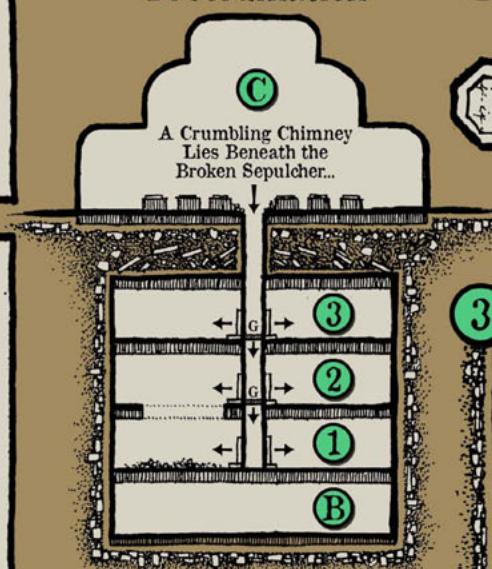 C
A Crumbling Chimney
Lies Beneath the
Broken Sepulcher...
3
G
3
2
G
1
B